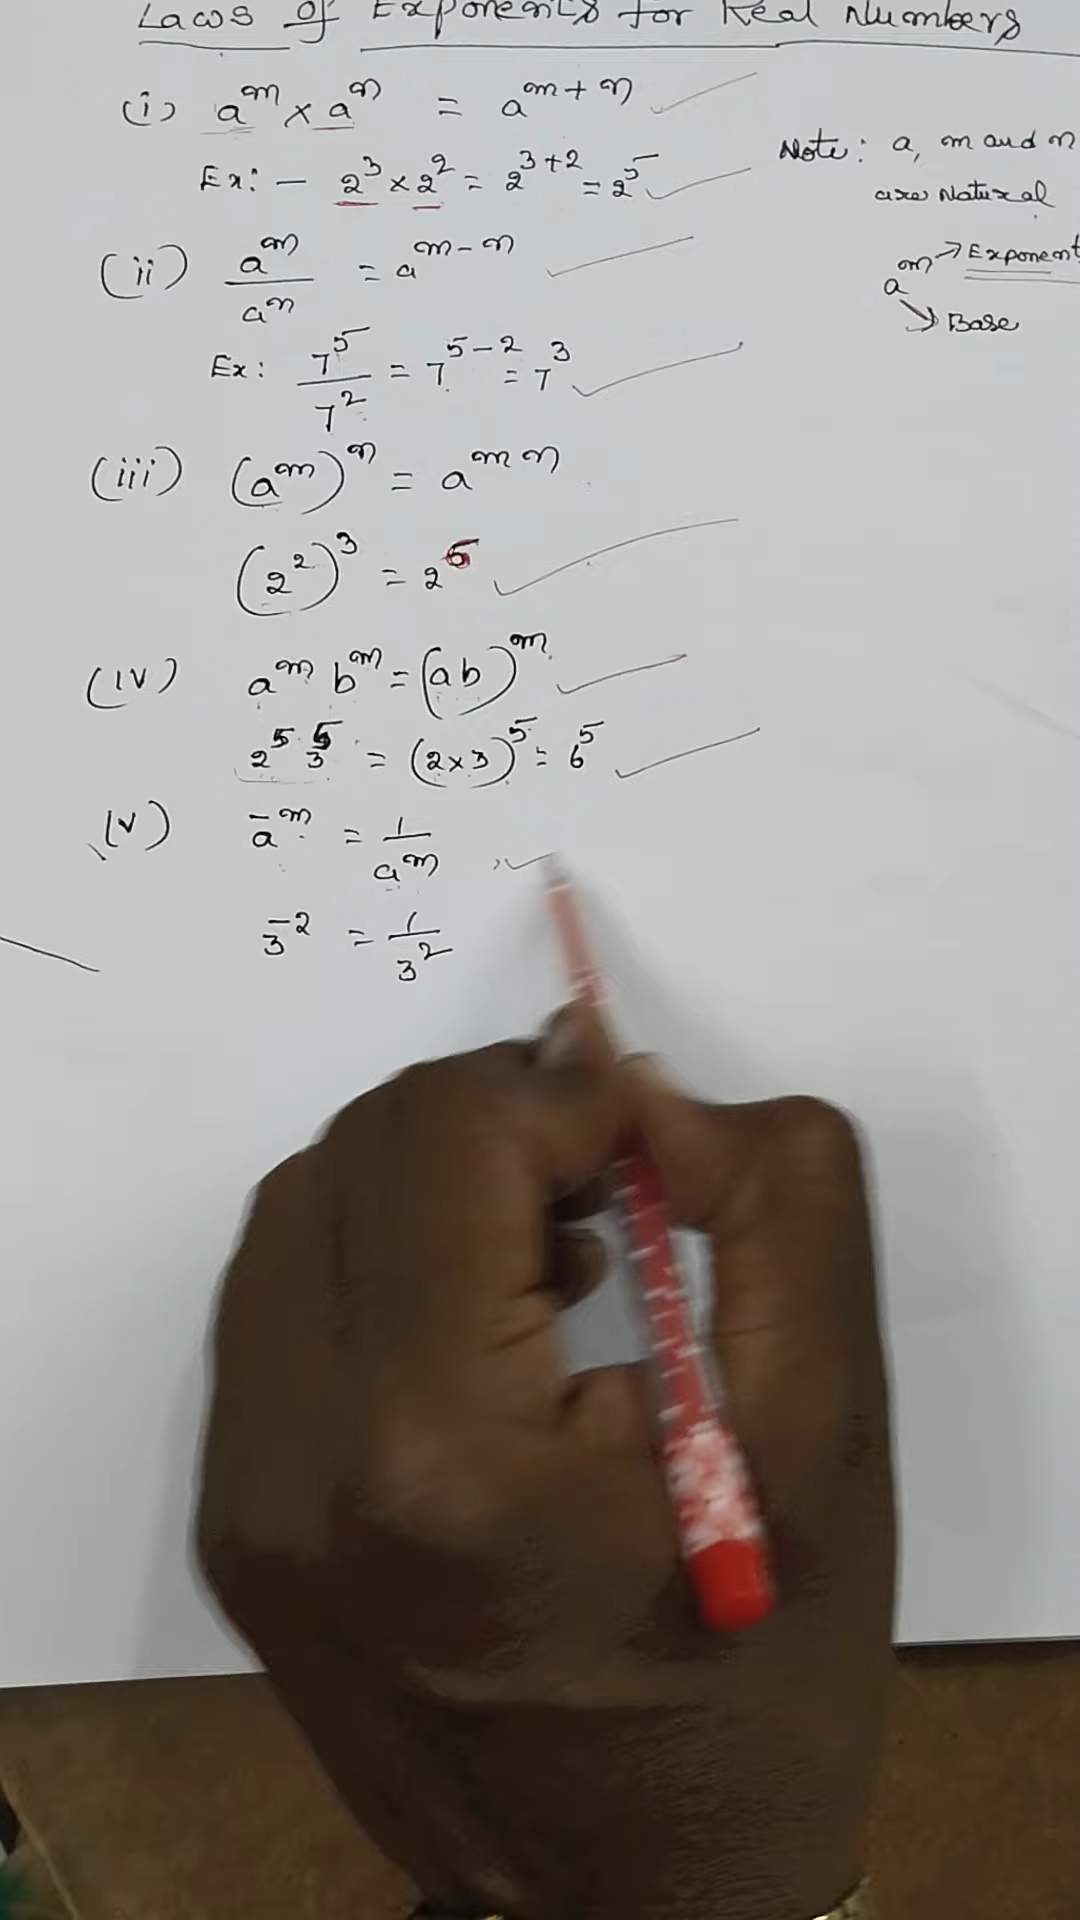 Laws of Exponents for Real Numbers
(i) a^m × a^n = a^(m+n)
Ex:- 2^3 × 2^2 = 2^(3+2) = 2^5
Note: a, m and n
are Natural
a^m → Exponent
↘ Base
(ii) a^m / a^n = a^(m-n)
Ex: 7^5 / 7^2 = 7^(5-2) = 7^3
(iii) (a^m)^n = a^(mn)
(2^2)^3 = 2^6
(iv) a^m b^m = (ab)^m
2^5 3^5 = (2×3)^5 = 6^5
(v) a^-m = 1 / a^m
3^-2 = 1 / 3^2